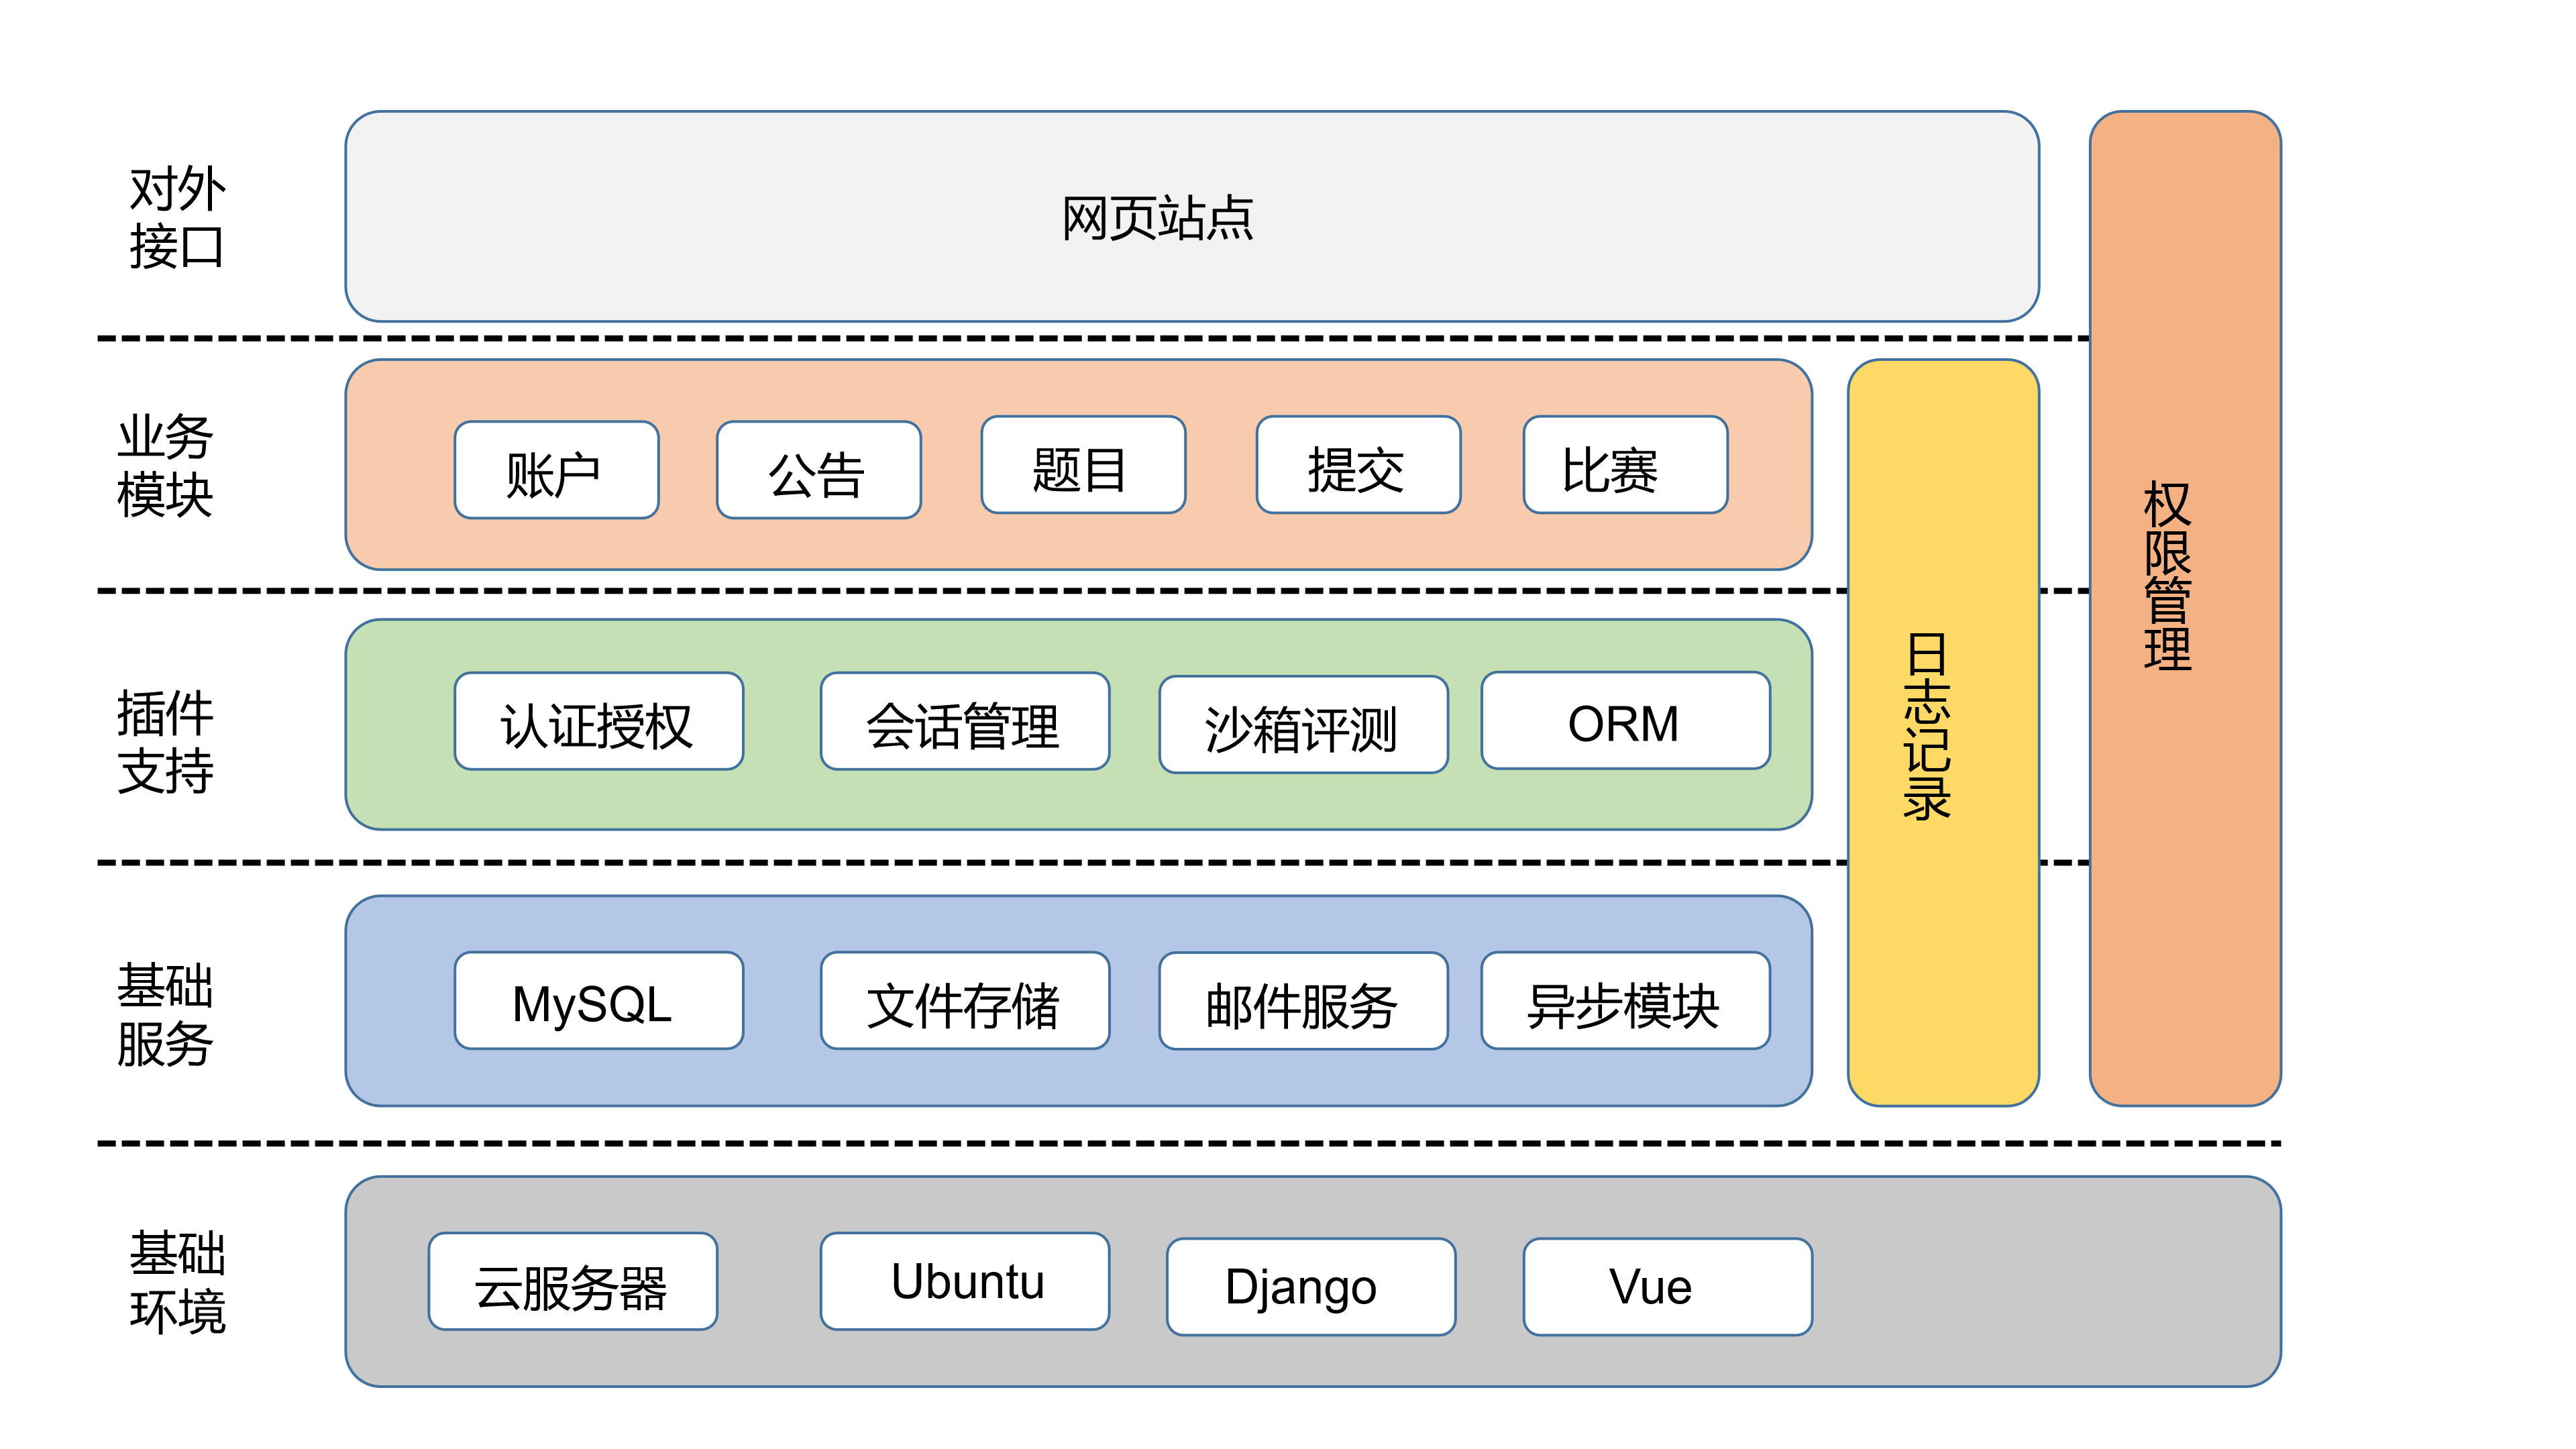 对外
接口
网页站点
业务
模块
账户
公告
题目
提交
比赛
插件
支持
认证授权
会话管理
沙箱评测
ORM
基础
服务
MySQL
文件存储
邮件服务
异步模块
日志记录
权限管理
基础
环境
云服务器
Ubuntu
Django
Vue